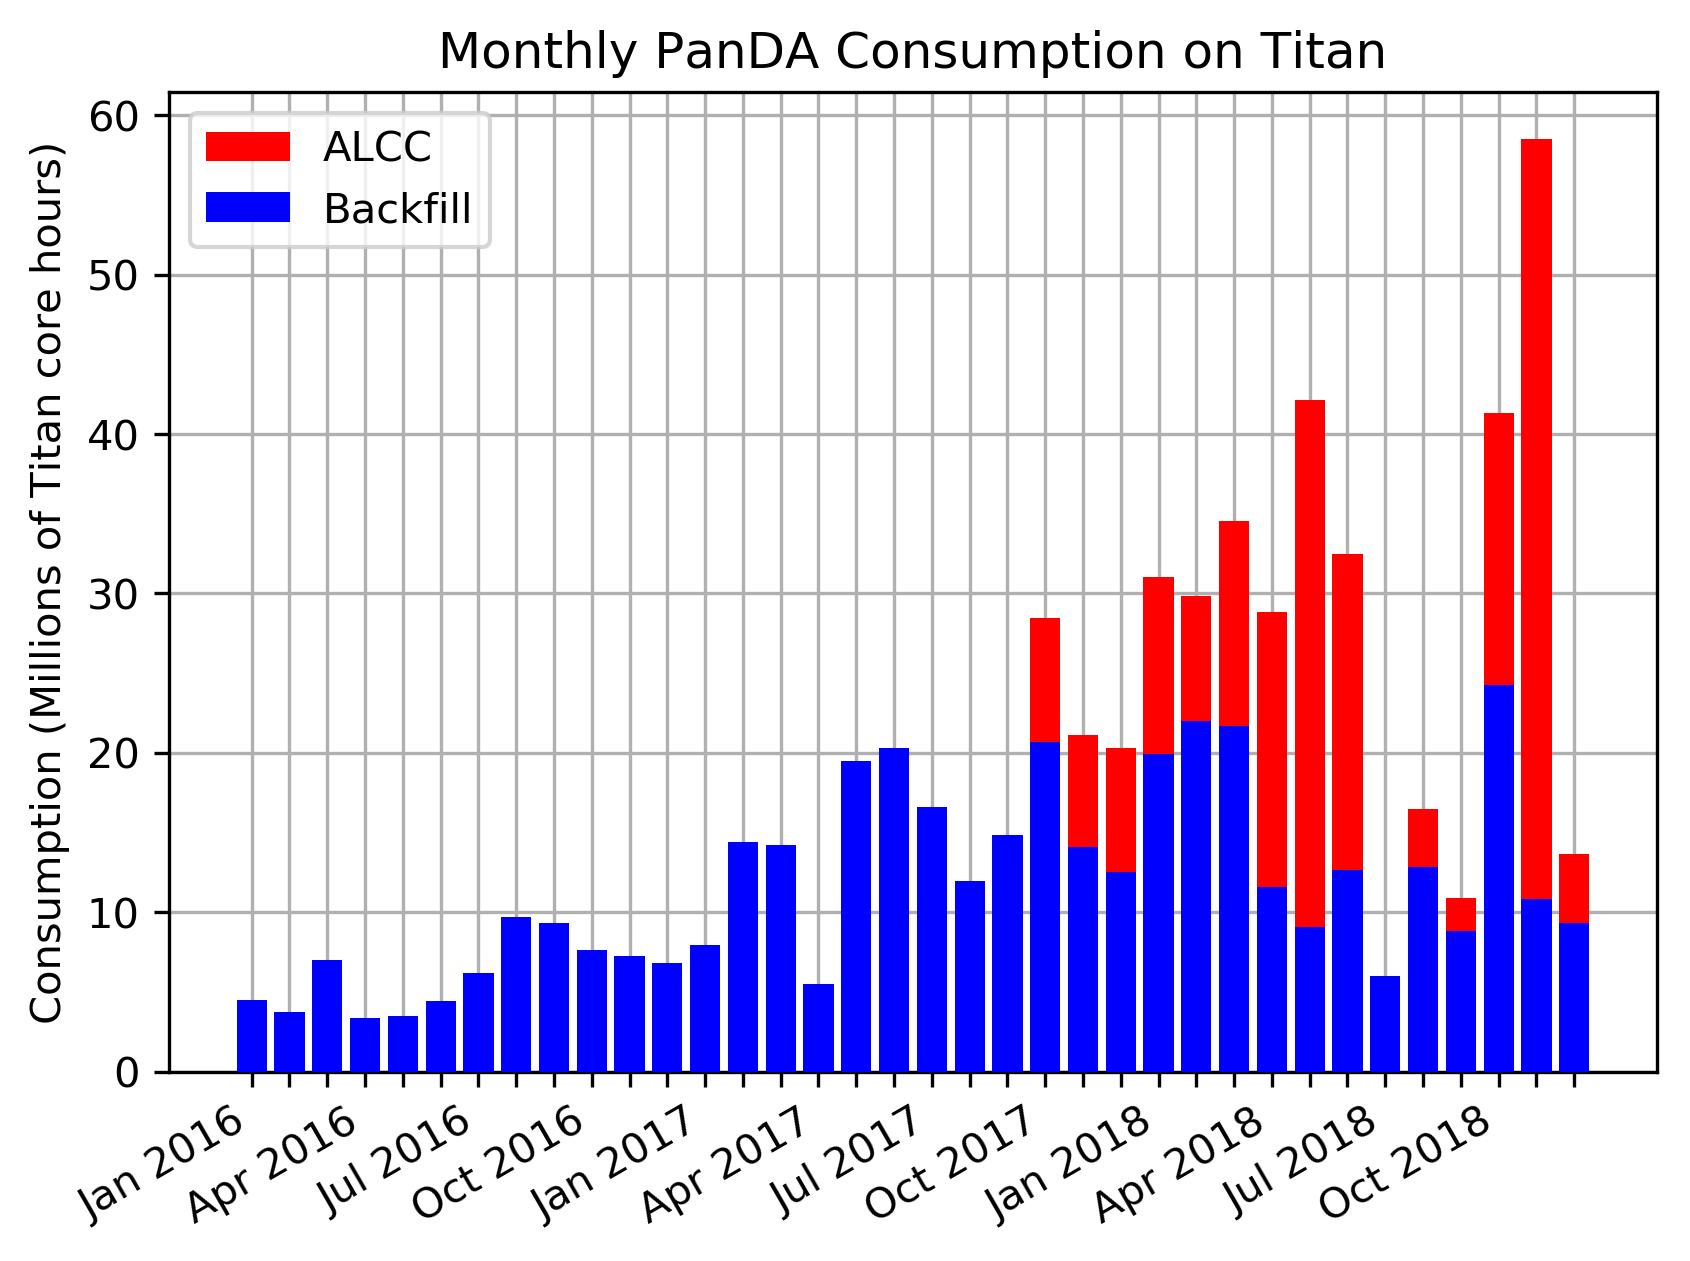 Monthly PanDA Consumption on Titan
Consumption (Millions of Titan core hours)
60
50
40
30
20
10
0
ALCC
Backfill
Jan 2016
Apr 2016
Jul 2016
Oct 2016
Jan 2017
Apr 2017
Jul 2017
Oct 2017
Jan 2018
Apr 2018
Jul 2018
Oct 2018